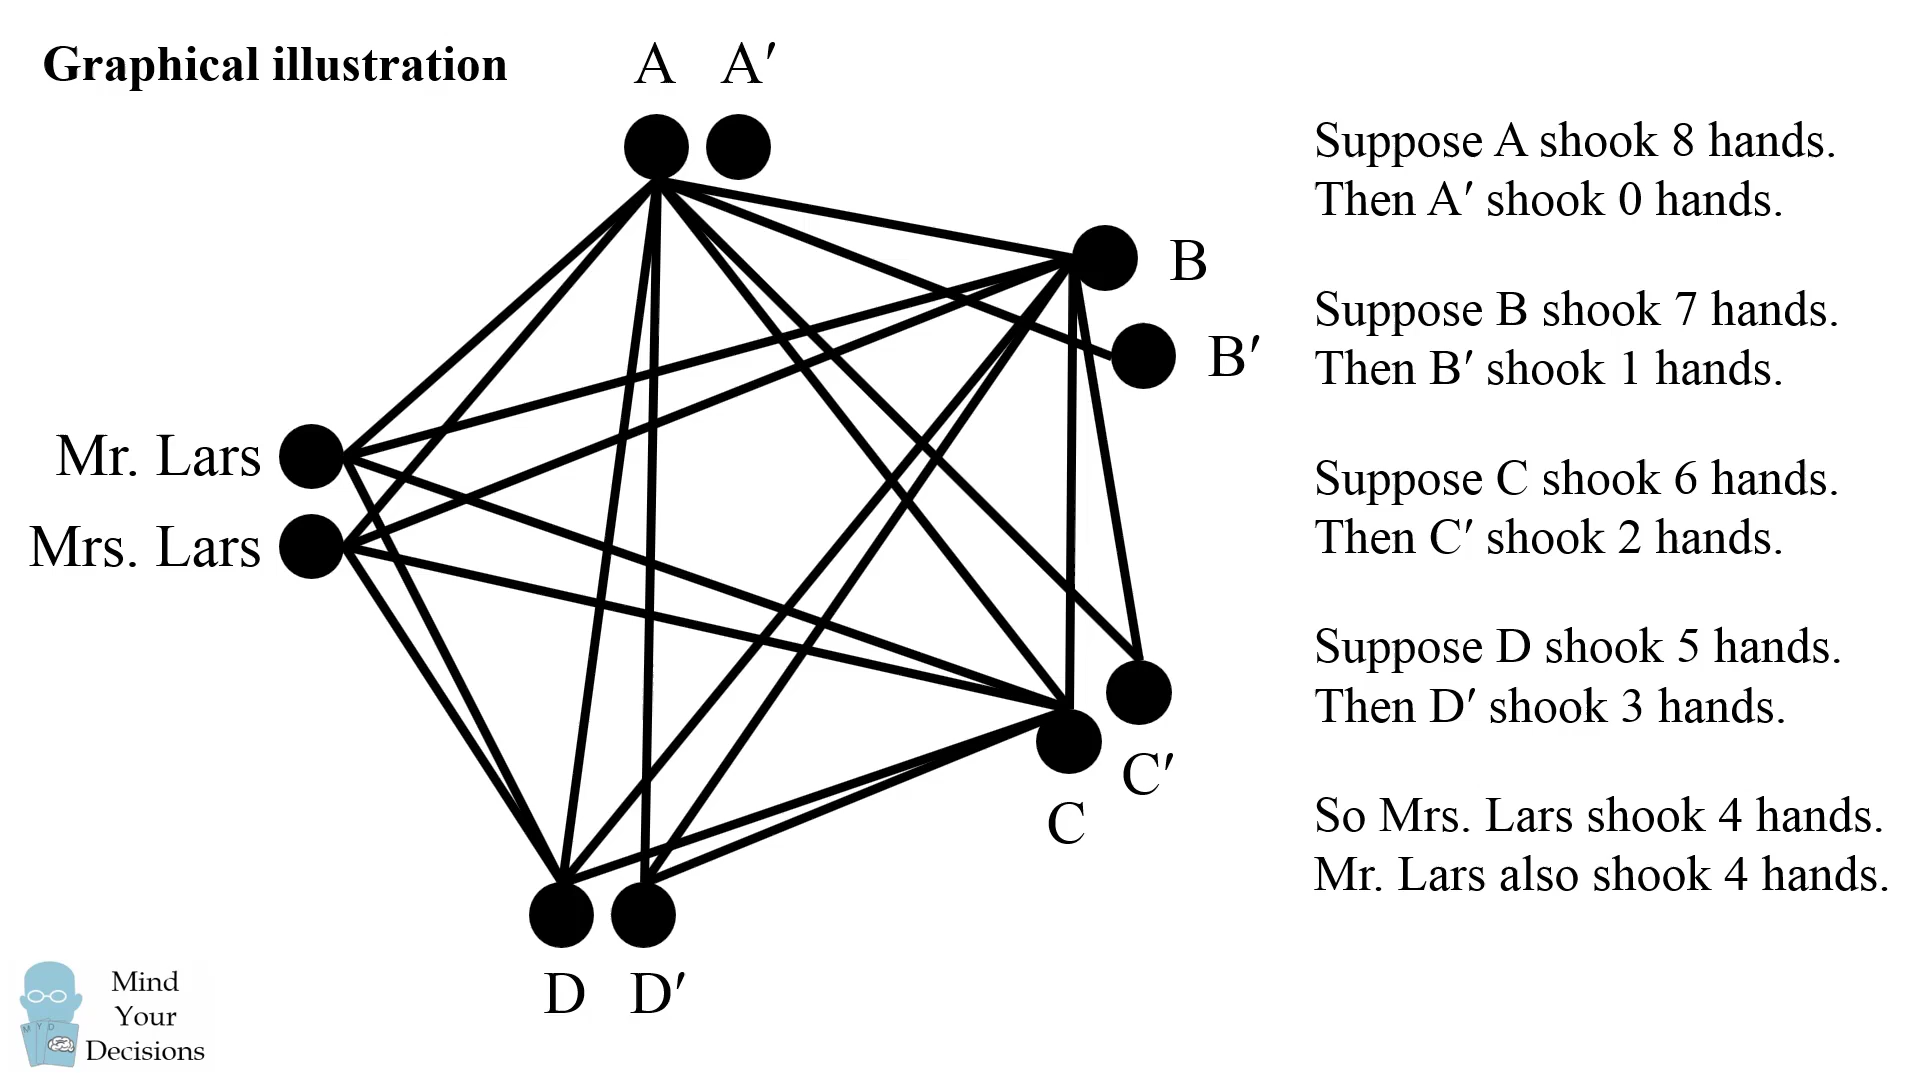 Graphical illustration
A A′
B
B′
Mr. Lars
Mrs. Lars
C′
C
D D′
Suppose A shook 8 hands.
Then A′ shook 0 hands.
Suppose B shook 7 hands.
Then B′ shook 1 hands.
Suppose C shook 6 hands.
Then C′ shook 2 hands.
Suppose D shook 5 hands.
Then D′ shook 3 hands.
So Mrs. Lars shook 4 hands.
Mr. Lars also shook 4 hands.
M Y D
Mind
Your
Decisions